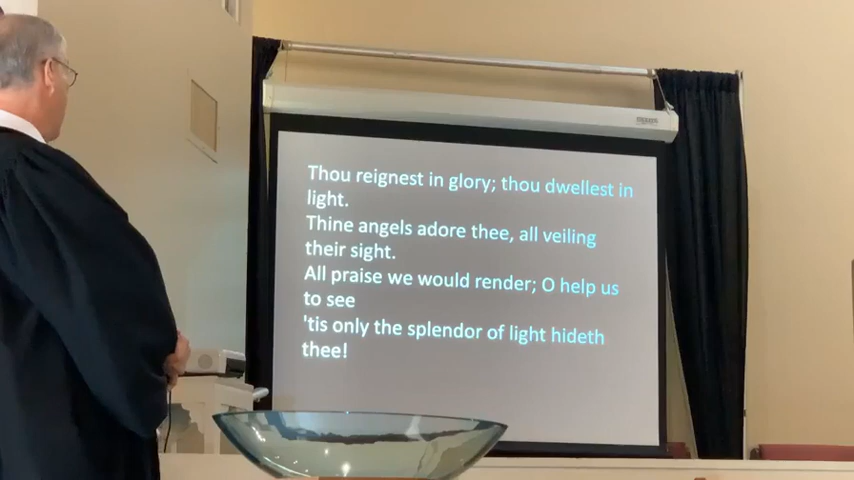 Thou reignest in glory; thou dwellest in
light.
Thine angels adore thee, all veiling
their sight.
All praise we would render; O help us
to see
'tis only the splendor of light hideth
thee!